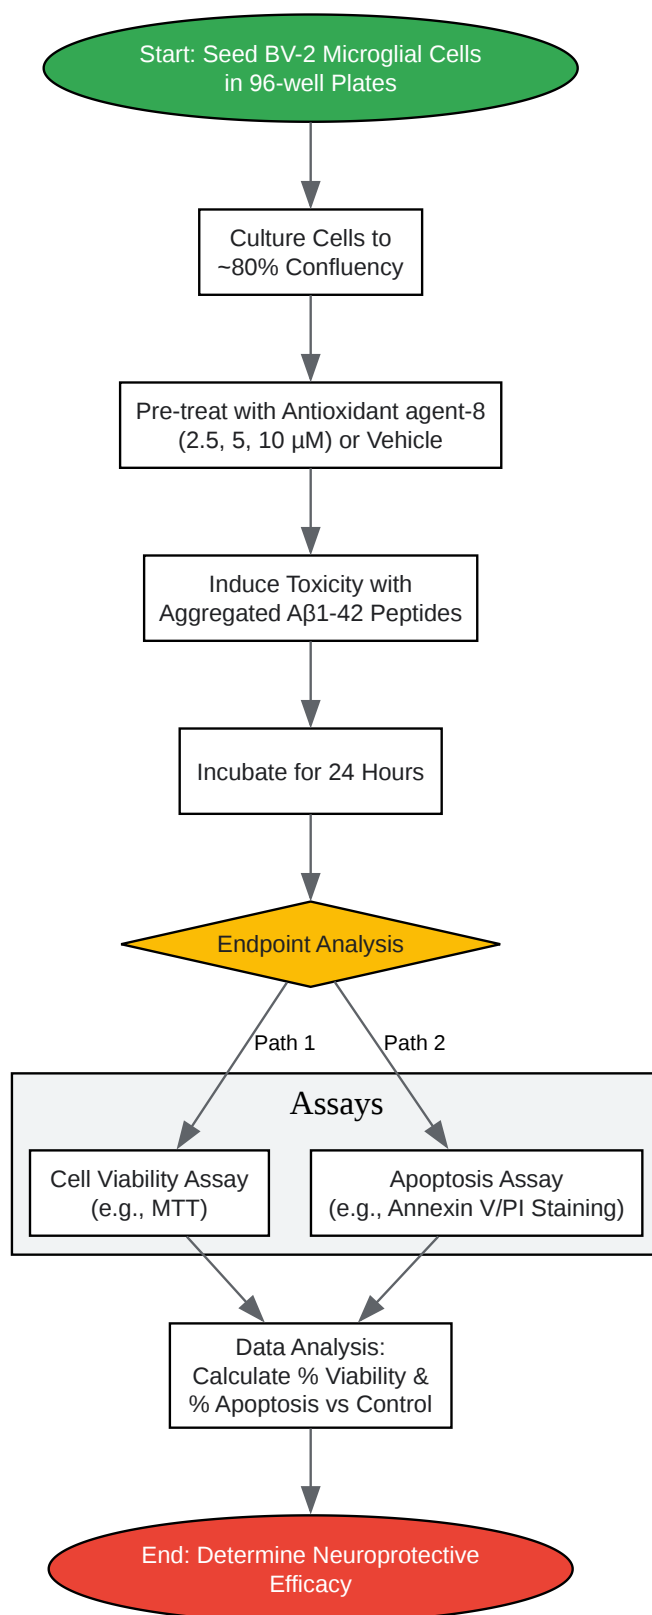 Start: Seed BV-2 Microglial Cells
in 96-well Plates
Culture Cells to
~80% Confluency
Pre-treat with Antioxidant agent-8
(2.5, 5, 10 µM) or Vehicle
Induce Toxicity with
Aggregated Aβ1-42 Peptides
Incubate for 24 Hours
Endpoint Analysis
Path 1
Path 2
Assays
Cell Viability Assay
(e.g., MTT)
Apoptosis Assay
(e.g., Annexin V/PI Staining)
Data Analysis:
Calculate % Viability &
% Apoptosis vs Control
End: Determine Neuroprotective
Efficacy